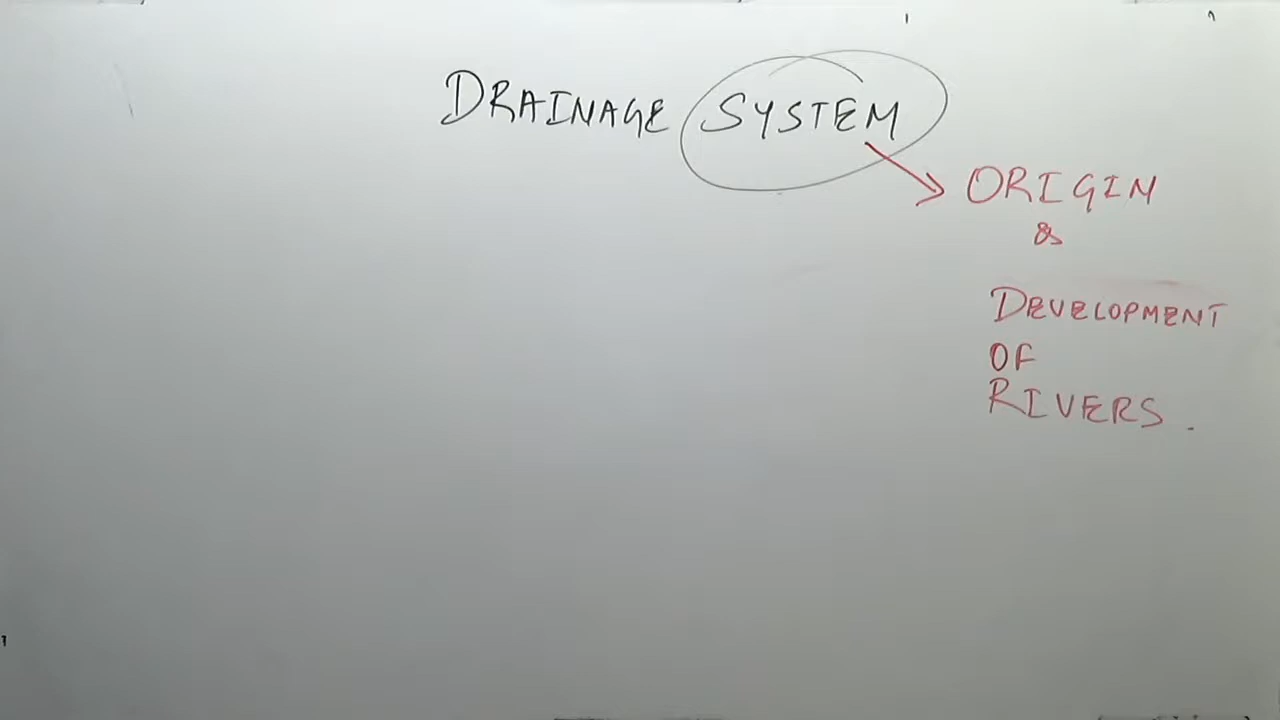 DRAINAGE SYSTEM
ORIGIN
&
DEVELOPMENT
OF
RIVERS.